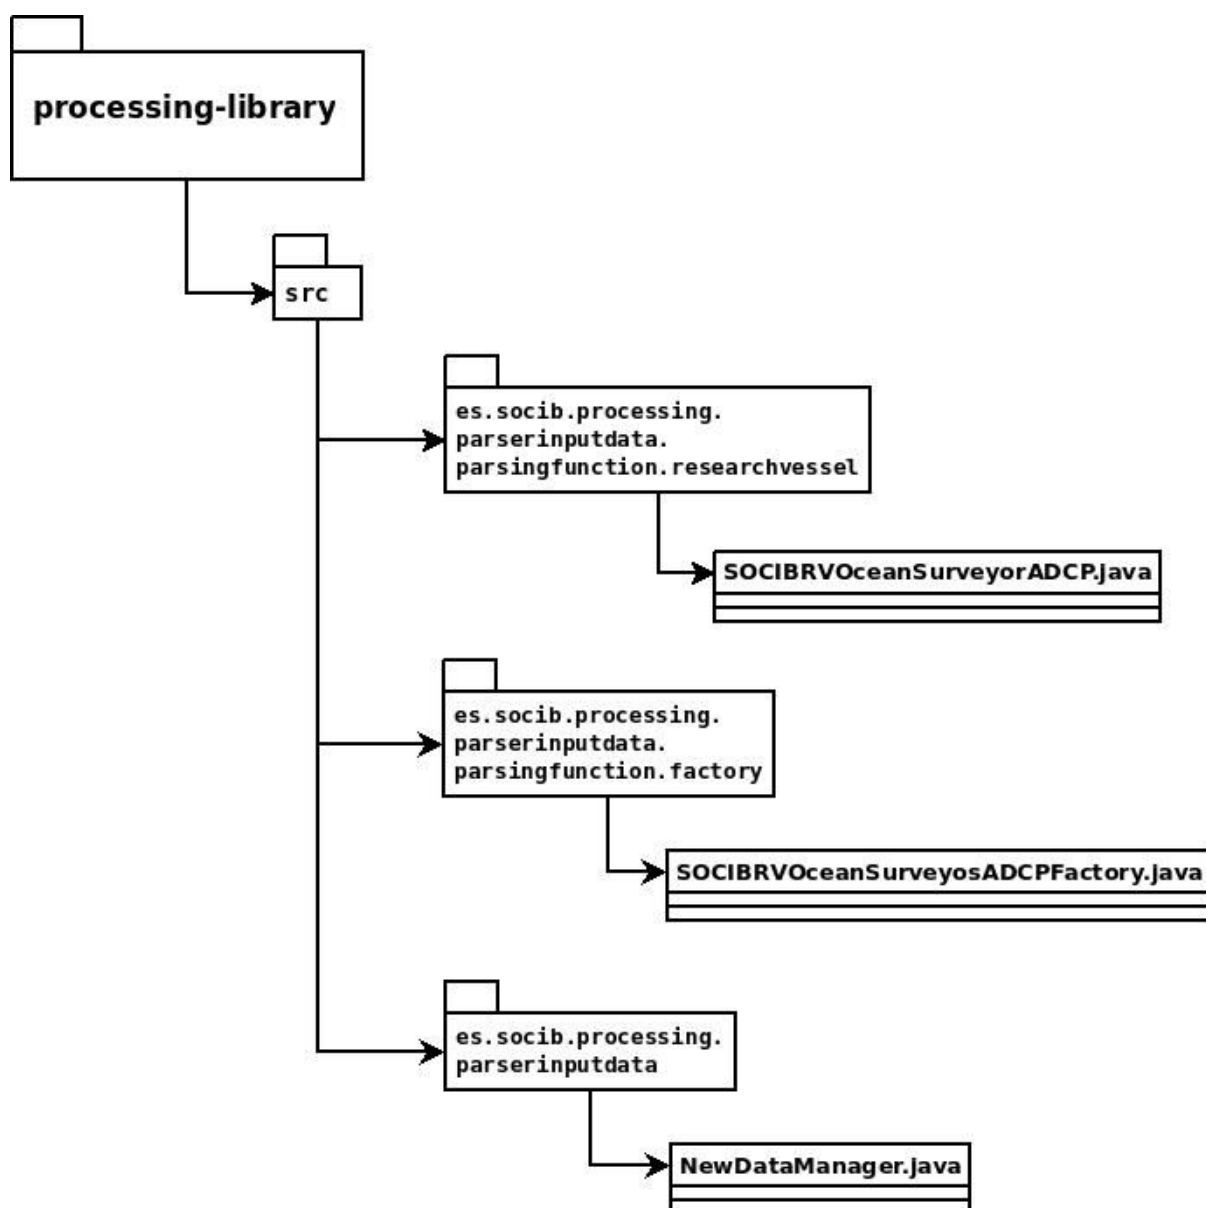 processing-library
src
es.socib.processing.
parserinputdata.
parsingfunction.researchvessel
SOCIBRVOceanSurveyorADCP.java
es.socib.processing.
parserinputdata.
parsingfunction.factory
SOCIBRVOceanSurveyosADCPFactory.java
es.socib.processing.
parserinputdata
NewDataManager.java